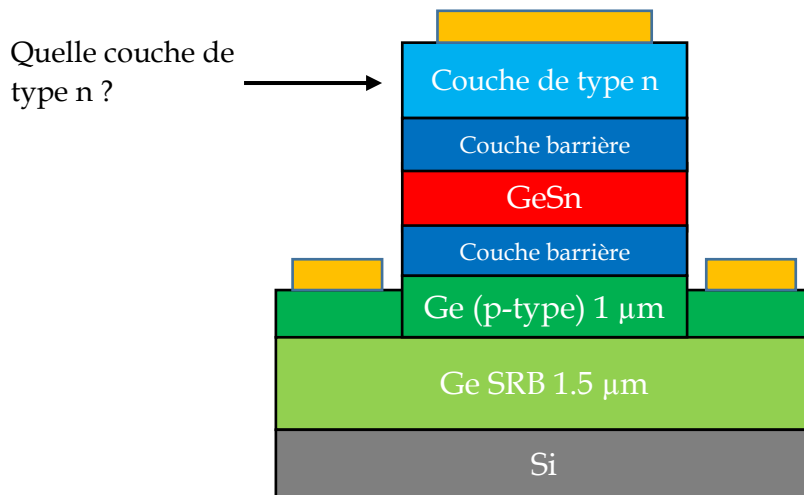 Quelle couche de
type n ?
Couche de type n
Couche barrière
GeSn
Couche barrière
Ge (p-type) 1 µm
Ge SRB 1.5 µm
Si